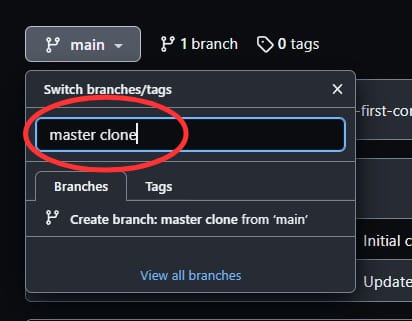 main 1 branch 0 tags
Switch branches/tags
-first-co
master clone
Branches Tags
Create branch: master clone from ‘main’
Initial c
View all branches
Update